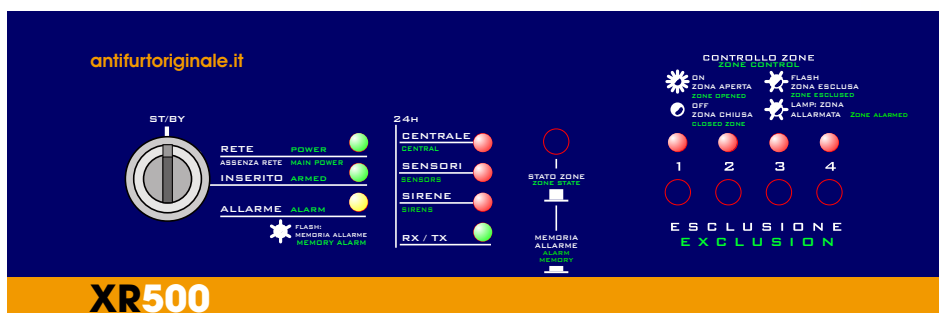 antifurtoriginale.it
ST/BY
RETE POWER
ASSENZA RETE MAIN POWER
INSERITO ARMED
ALLARME ALARM
FLASH:
MEMORIA ALLARME
MEMORY ALARM
24H
CENTRALE
CENTRAL
SENSORI
SENSORS
SIRENE
SIRENS
RX / TX
STATO ZONE
ZONE STATE
MEMORIA
ALLARME
ALARM
MEMORY
CONTROLLO ZONE
ZONE CONTROL
ON
ZONA APERTA
ZONE OPENED
OFF
ZONA CHIUSA
CLOSED ZONE
FLASH
ZONA ESCLUSA
ZONE ESCLUSED
LAMP: ZONA
ALLARMATA Zone alarmed
1 2 3 4
ESCLUSIONE
EXCLUSION
XR500